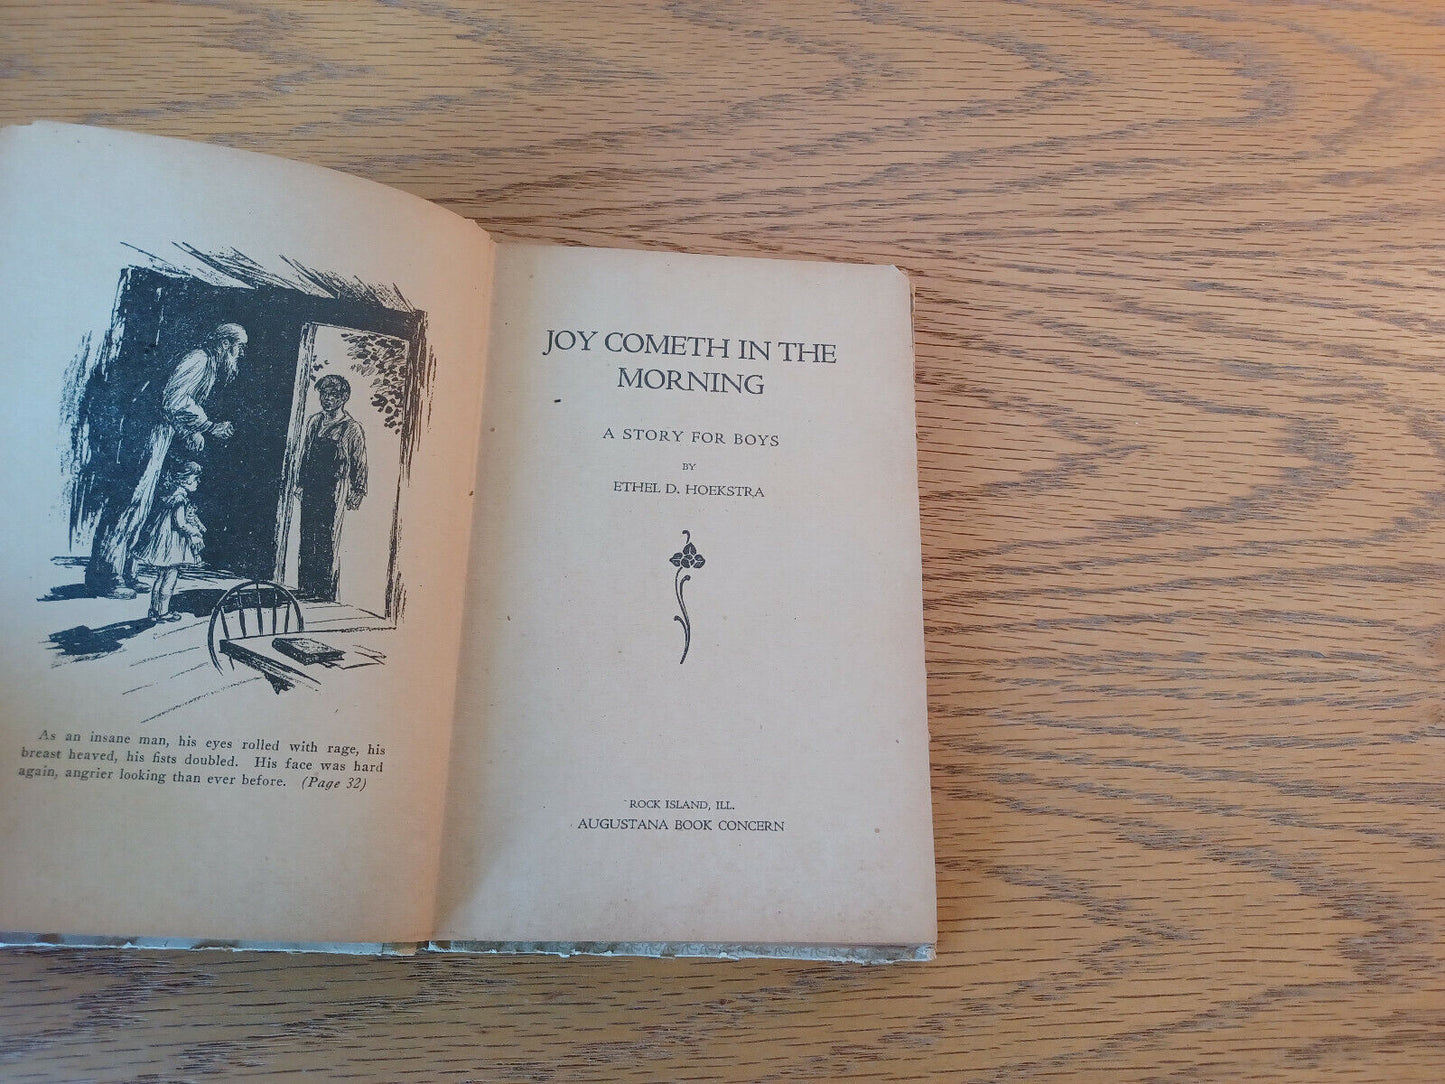 As an insane man, his eyes rolled with rage, his
breast heaved, his fists doubled. His face was hard
again, angrier looking than ever before. (Page 32)
JOY COMETH IN THE
MORNING
A STORY FOR BOYS
BY
ETHEL D. HOEKSTRA
ROCK ISLAND, ILL.
AUGUSTANA BOOK CONCERN